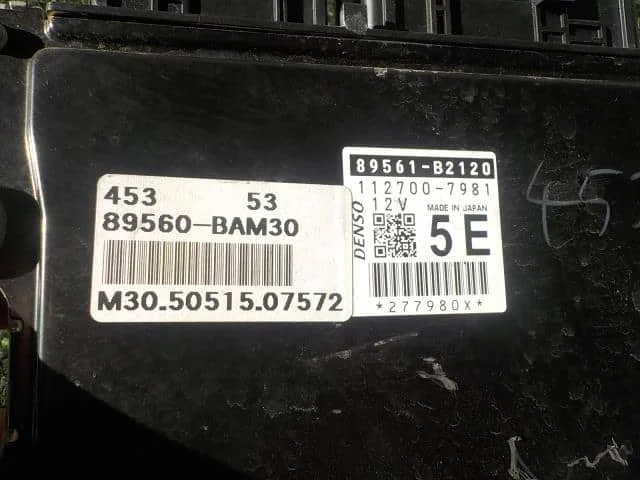 453 53
89560-BAM30
M30.50515.07572
89561-B2120
112700-7981
12V MADE IN JAPAN
DENSO
5E
*277980X*